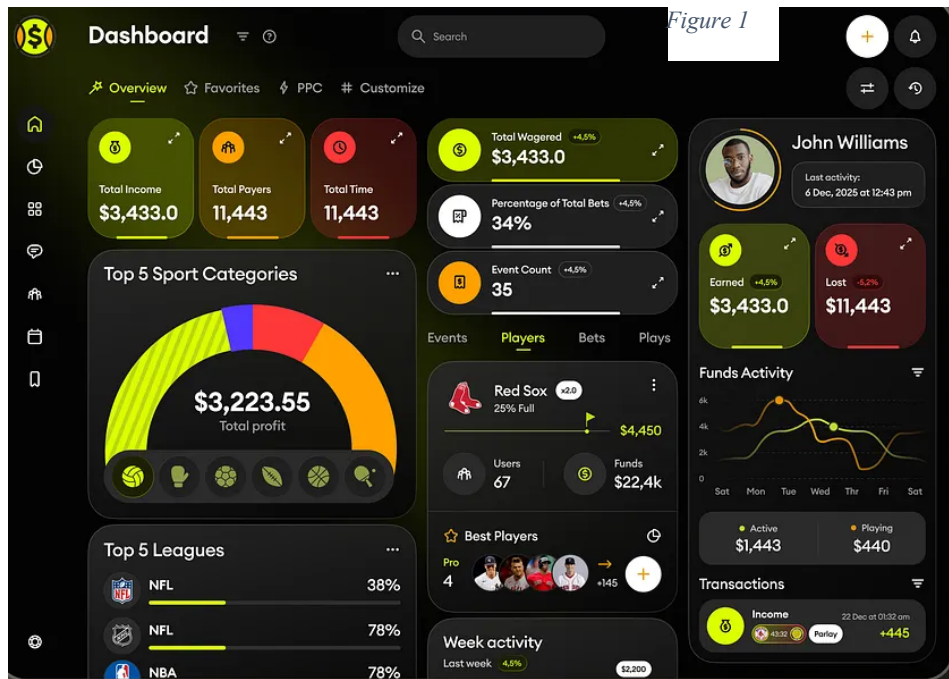 Figure 1
Dashboard
Search
Overview
Favorites
PPC
# Customize
Total Income
$3,433.0
Total Payers
11,443
Total Time
11,443
Total Wagered +4,5%
$3,433.0
Percentage of Total Bets +4,5%
34%
Event Count +4,5%
35
John Williams
Last activity:
6 Dec, 2025 at 12:43 pm
Earned +4,5%
$3,433.0
Lost -5,2%
$11,443
Top 5 Sport Categories
$3,223.55
Total profit
Events
Players
Bets
Plays
Red Sox x2.0
25% Full
$4,450
Users
67
Funds
$22,4k
Best Players
Pro
4
+145
Funds Activity
6k
4k
2k
0
Sat Mon Tue Wed Thr Fri Sat
Active
$1,443
Playing
$440
Transactions
Income
22 Dec at 01:32 am
43:32
Parlay
+445
Top 5 Leagues
NFL
NFL 38%
NFL 78%
NBA 78%
Week activity
Last week 4,5%
$2,200